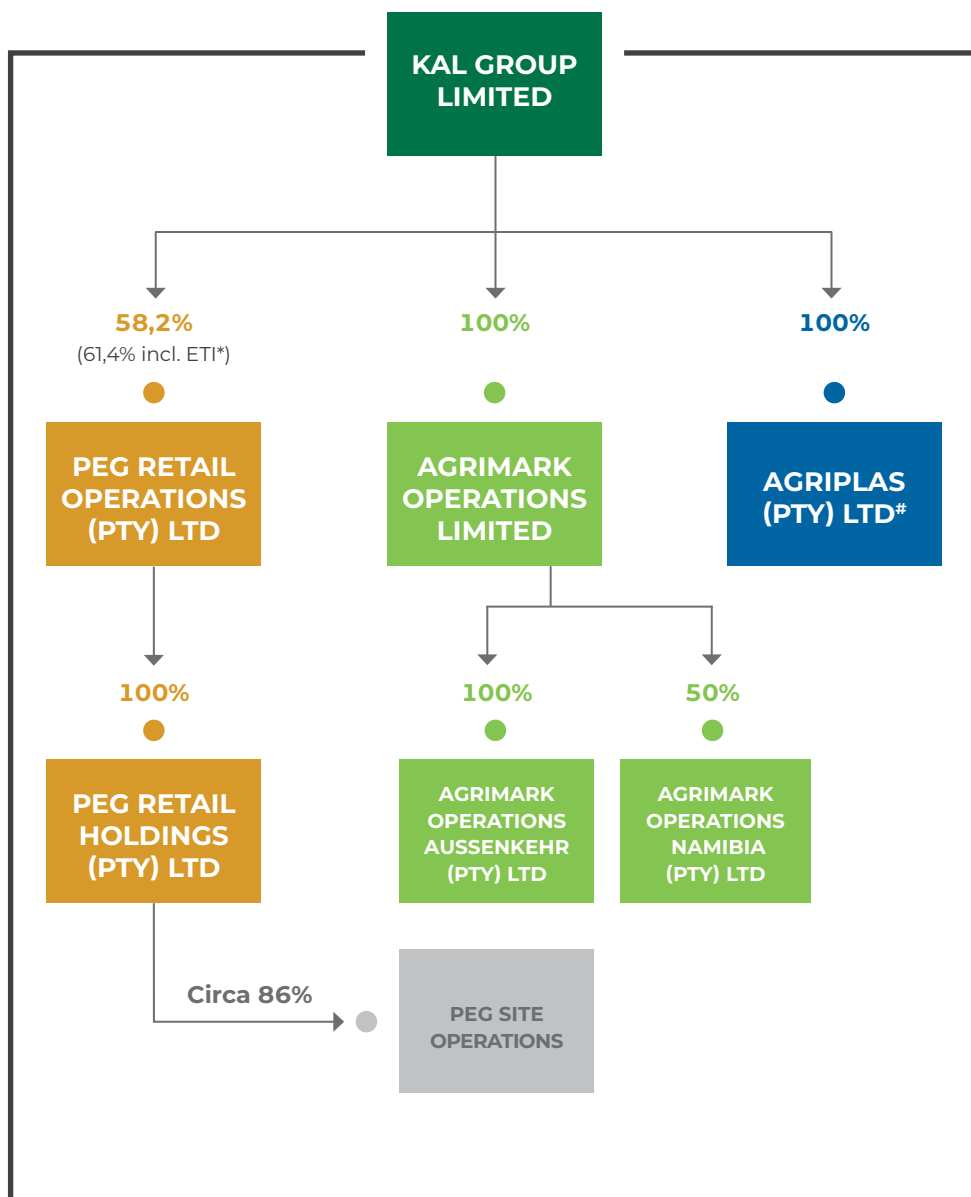 KAL GROUP
LIMITED
58,2%
(61,4% incl. ETI*)
100%
100%
PEG RETAIL
OPERATIONS
(PTY) LTD
AGRIMARK
OPERATIONS
LIMITED
AGRIPLAS
(PTY) LTD#
100%
100%
50%
PEG RETAIL
HOLDINGS
(PTY) LTD
AGRIMARK
OPERATIONS
AUSSENKEHR
(PTY) LTD
AGRIMARK
OPERATIONS
NAMIBIA
(PTY) LTD
Circa 86%
PEG SITE
OPERATIONS